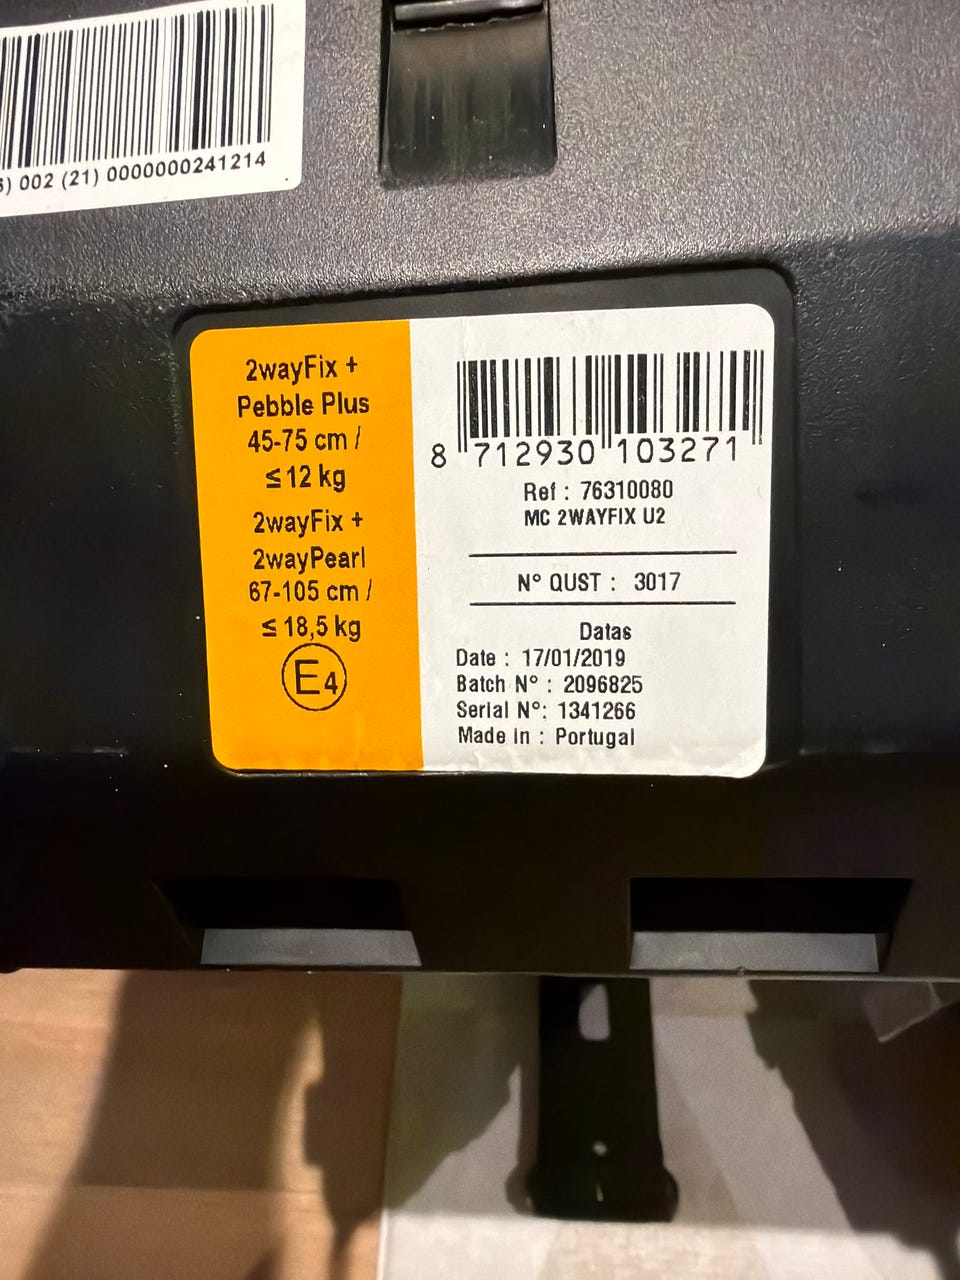 002 (21) 0000000241214
2wayFix +
Pebble Plus
45-75 cm /
≤ 12 kg
2wayFix +
2wayPearl
67-105 cm /
≤ 18,5 kg
E4
8 712930 103271
Ref : 76310080
MC 2WAYFIX U2
N° QUST : 3017
Datas
Date : 17/01/2019
Batch N° : 2096825
Serial N°: 1341266
Made in : Portugal